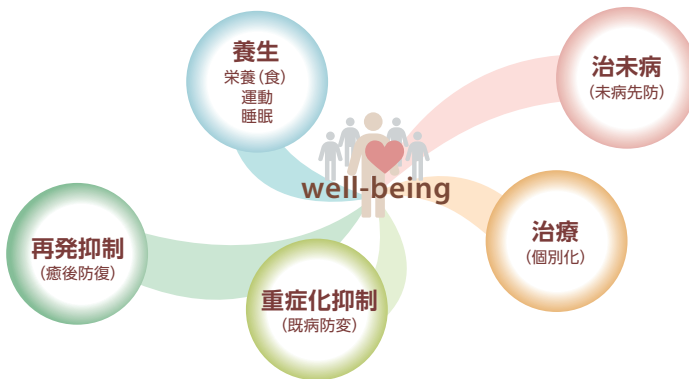 養生
栄養（食）
運動
睡眠
治未病
（未病先防）
well-being
治療
（個別化）
再発抑制
（癒後防復）
重症化抑制
（既病防変）